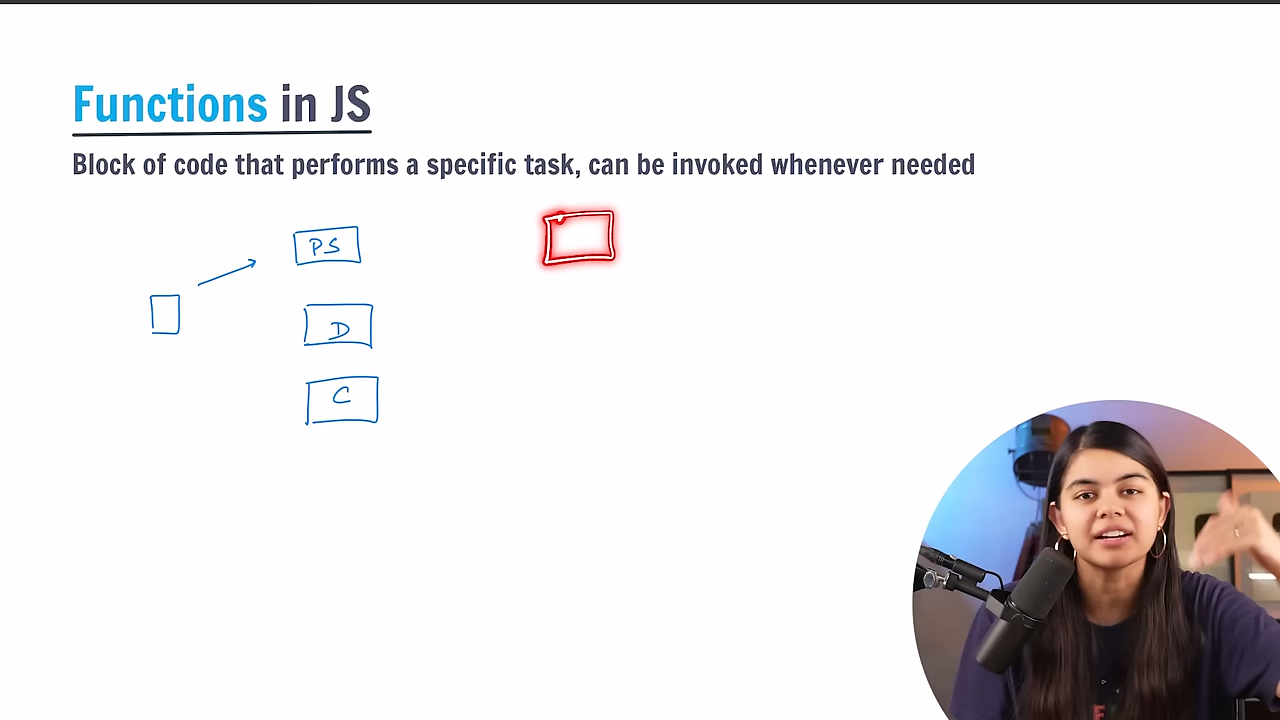 Functions in JS
Block of code that performs a specific task, can be invoked whenever needed
PS
D
C